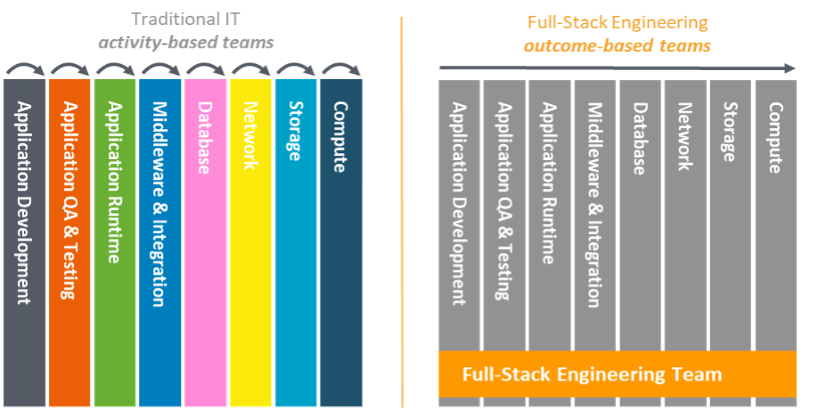 Traditional IT
activity-based teams
Application Development
Application QA & Testing
Application Runtime
Middleware & Integration
Database
Network
Storage
Compute
Full-Stack Engineering
outcome-based teams
Application Development
Application QA & Testing
Application Runtime
Middleware & Integration
Database
Network
Storage
Compute
Full-Stack Engineering Team